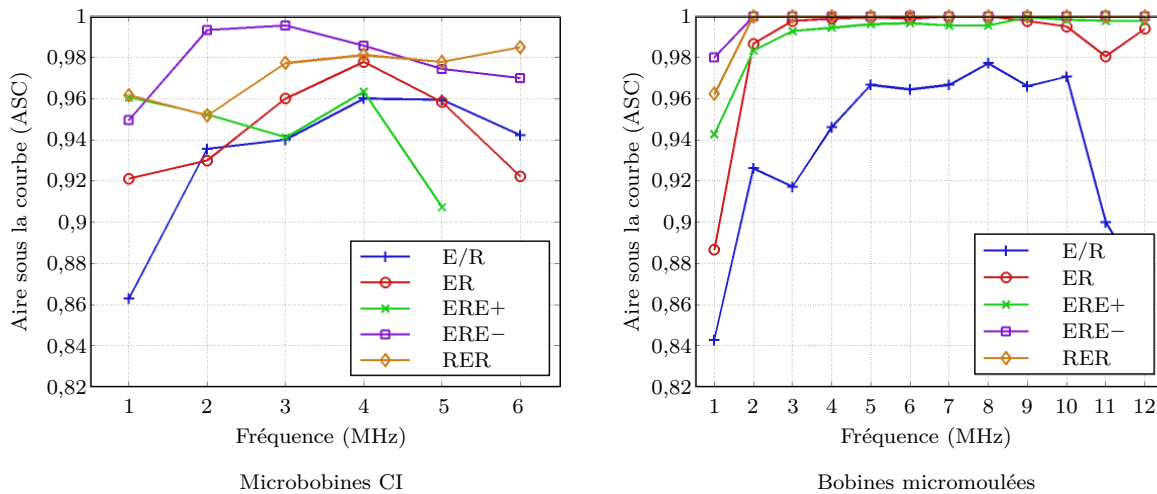 Aire sous la courbe (ASC)
1
0,98
0,96
0,94
0,92
0,9
0,88
0,86
0,84
0,82
1 2 3 4 5 6
Fréquence (MHz)
E/R
ER
ERE+
ERE−
RER
Microbobines CI
Aire sous la courbe (ASC)
1
0,98
0,96
0,94
0,92
0,9
0,88
0,86
0,84
0,82
1 2 3 4 5 6 7 8 9 10 11 12
Fréquence (MHz)
E/R
ER
ERE+
ERE−
RER
Bobines micromoulées